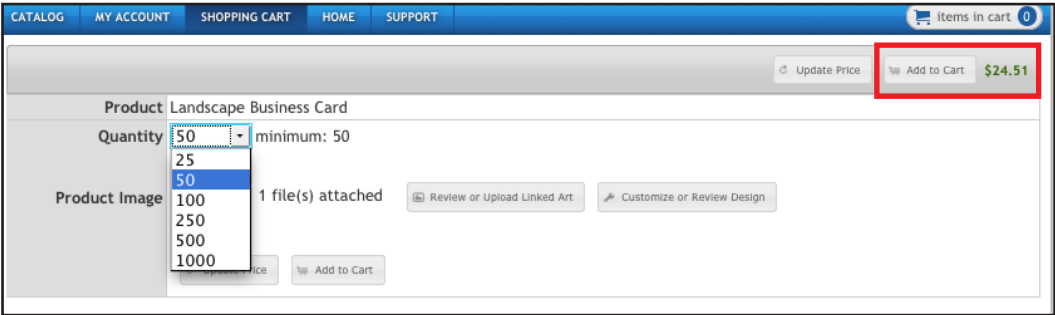 CATALOG MY ACCOUNT SHOPPING CART HOME SUPPORT items in cart 0
Update Price Add to Cart $24.51
Product Landscape Business Card
Quantity 50 minimum: 50
25
50
Product Image 100 1 file(s) attached Review or Upload Linked Art Customize or Review Design
250
500
1000
Price Add to Cart